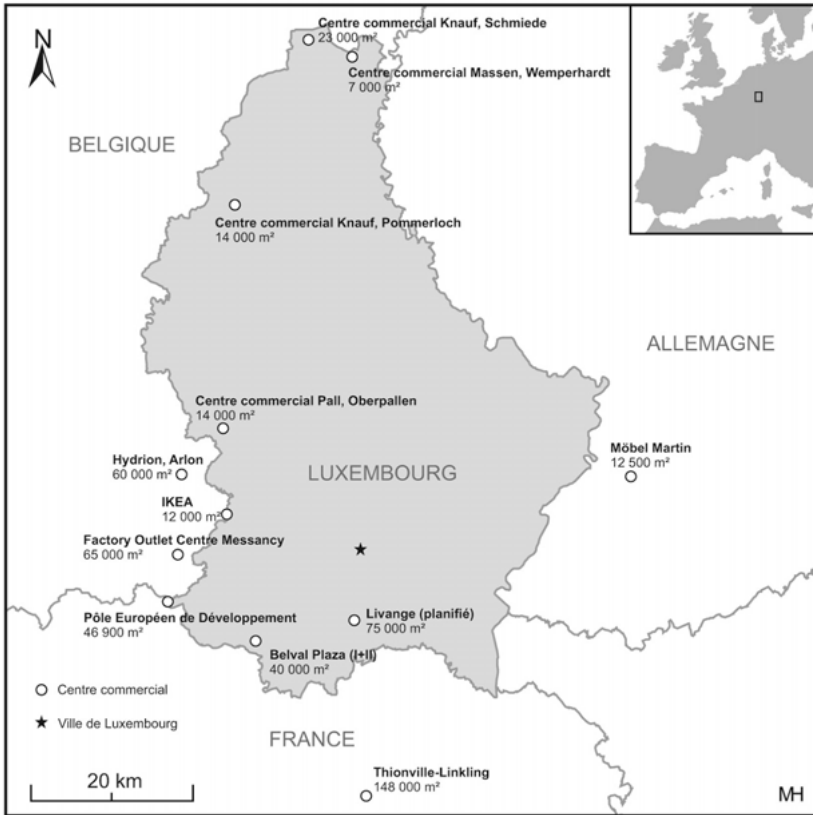 N
Centre commercial Knauf, Schmiede
23 000 m²
Centre commercial Massen, Wemperhardt
7 000 m²
BELGIQUE
Centre commercial Knauf, Pommerloch
14 000 m²
ALLEMAGNE
Centre commercial Pall, Oberpallen
14 000 m²
Hydrion, Arlon
60 000 m²
LUXEMBOURG
Möbel Martin
12 500 m²
IKEA
12 000 m²
Factory Outlet Centre Messancy
65 000 m²
Pôle Européen de Développement
46 900 m²
Livange (planifié)
75 000 m²
Belval Plaza (I+II)
40 000 m²
Centre commercial
Ville de Luxembourg
FRANCE
20 km
Thionville-Linkling
148 000 m²
MH